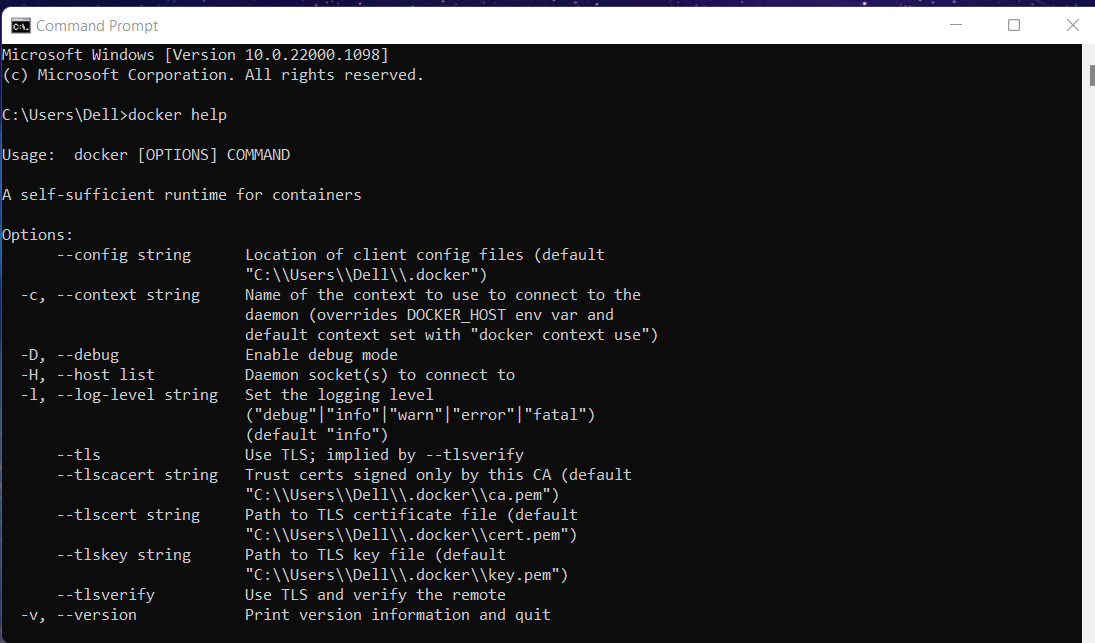 Command Prompt
Microsoft Windows [Version 10.0.22000.1098]
(c) Microsoft Corporation. All rights reserved.
C:\Users\Dell>docker help
Usage:  docker [OPTIONS] COMMAND
A self-sufficient runtime for containers
Options:
      --config string      Location of client config files (default
                           "C:\\Users\\Dell\\.docker")
  -c, --context string     Name of the context to use to connect to the
                           daemon (overrides DOCKER_HOST env var and
                           default context set with "docker context use")
  -D, --debug              Enable debug mode
  -H, --host list          Daemon socket(s) to connect to
  -l, --log-level string   Set the logging level
                           ("debug"|"info"|"warn"|"error"|"fatal")
                           (default "info")
      --tls                Use TLS; implied by --tlsverify
      --tlscacert string   Trust certs signed only by this CA (default
                           "C:\\Users\\Dell\\.docker\\ca.pem")
      --tlscert string     Path to TLS certificate file (default
                           "C:\\Users\\Dell\\.docker\\cert.pem")
      --tlskey string      Path to TLS key file (default
                           "C:\\Users\\Dell\\.docker\\key.pem")
      --tlsverify          Use TLS and verify the remote
  -v, --version            Print version information and quit